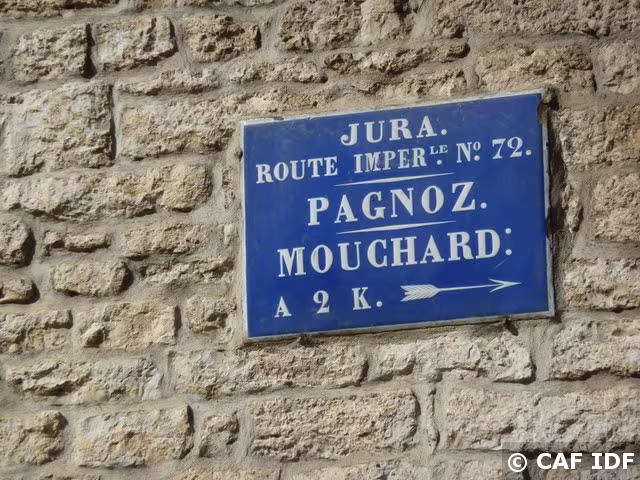 JURA.
ROUTE IMPER.LE No 72.
PAGNOZ.
MOUCHARD:
A 2 K.
© CAF IDF